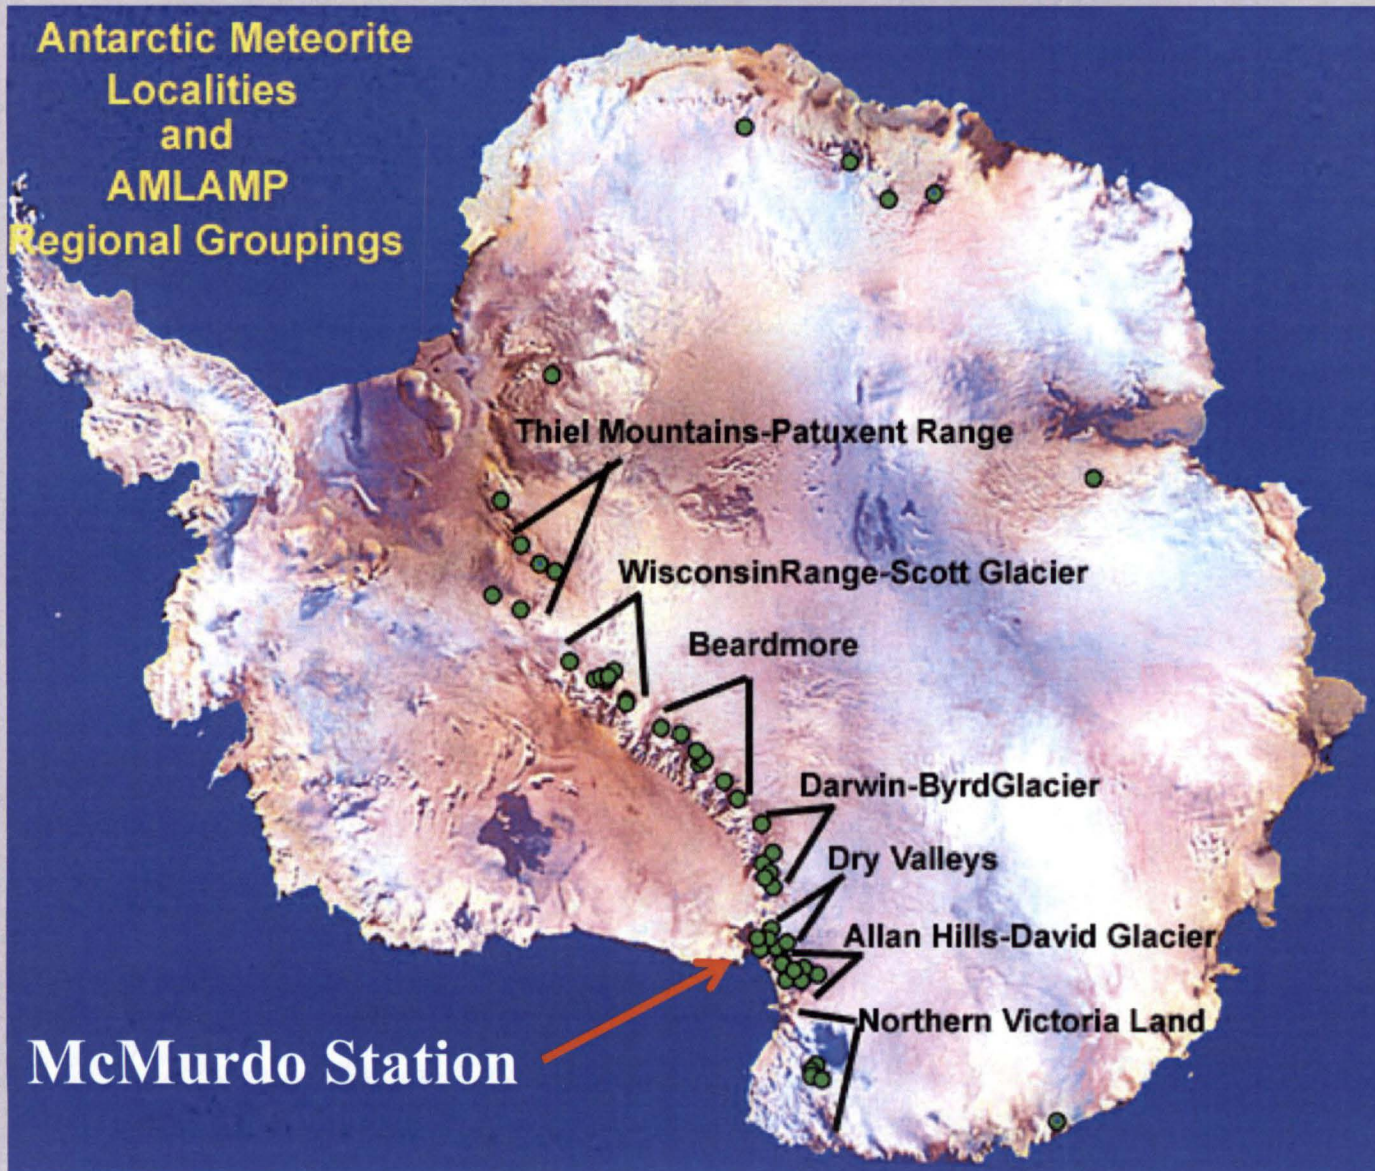 Antarctic Meteorite
Localities
and
AMLAMP
Regional Groupings
Thiel Mountains-Patuxent Range
WisconsinRange-Scott Glacier
Beardmore
Darwin-ByrdGlacier
Dry Valleys
Allan Hills-David Glacier
Northern Victoria Land
McMurdo Station